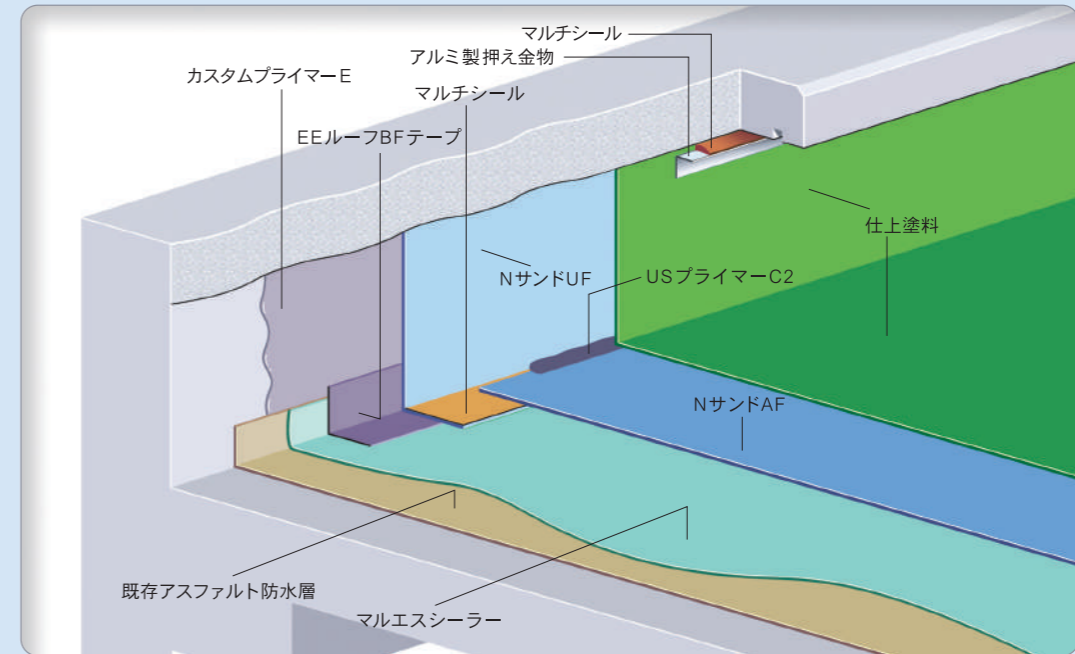 マルチシール
アルミ製押え金物
カスタムプライマーE
マルチシール
EEルーフBFテープ
仕上塗料
NサンドUF
USプライマーC2
NサンドAF
既存アスファルト防水層
マルエスシーラー